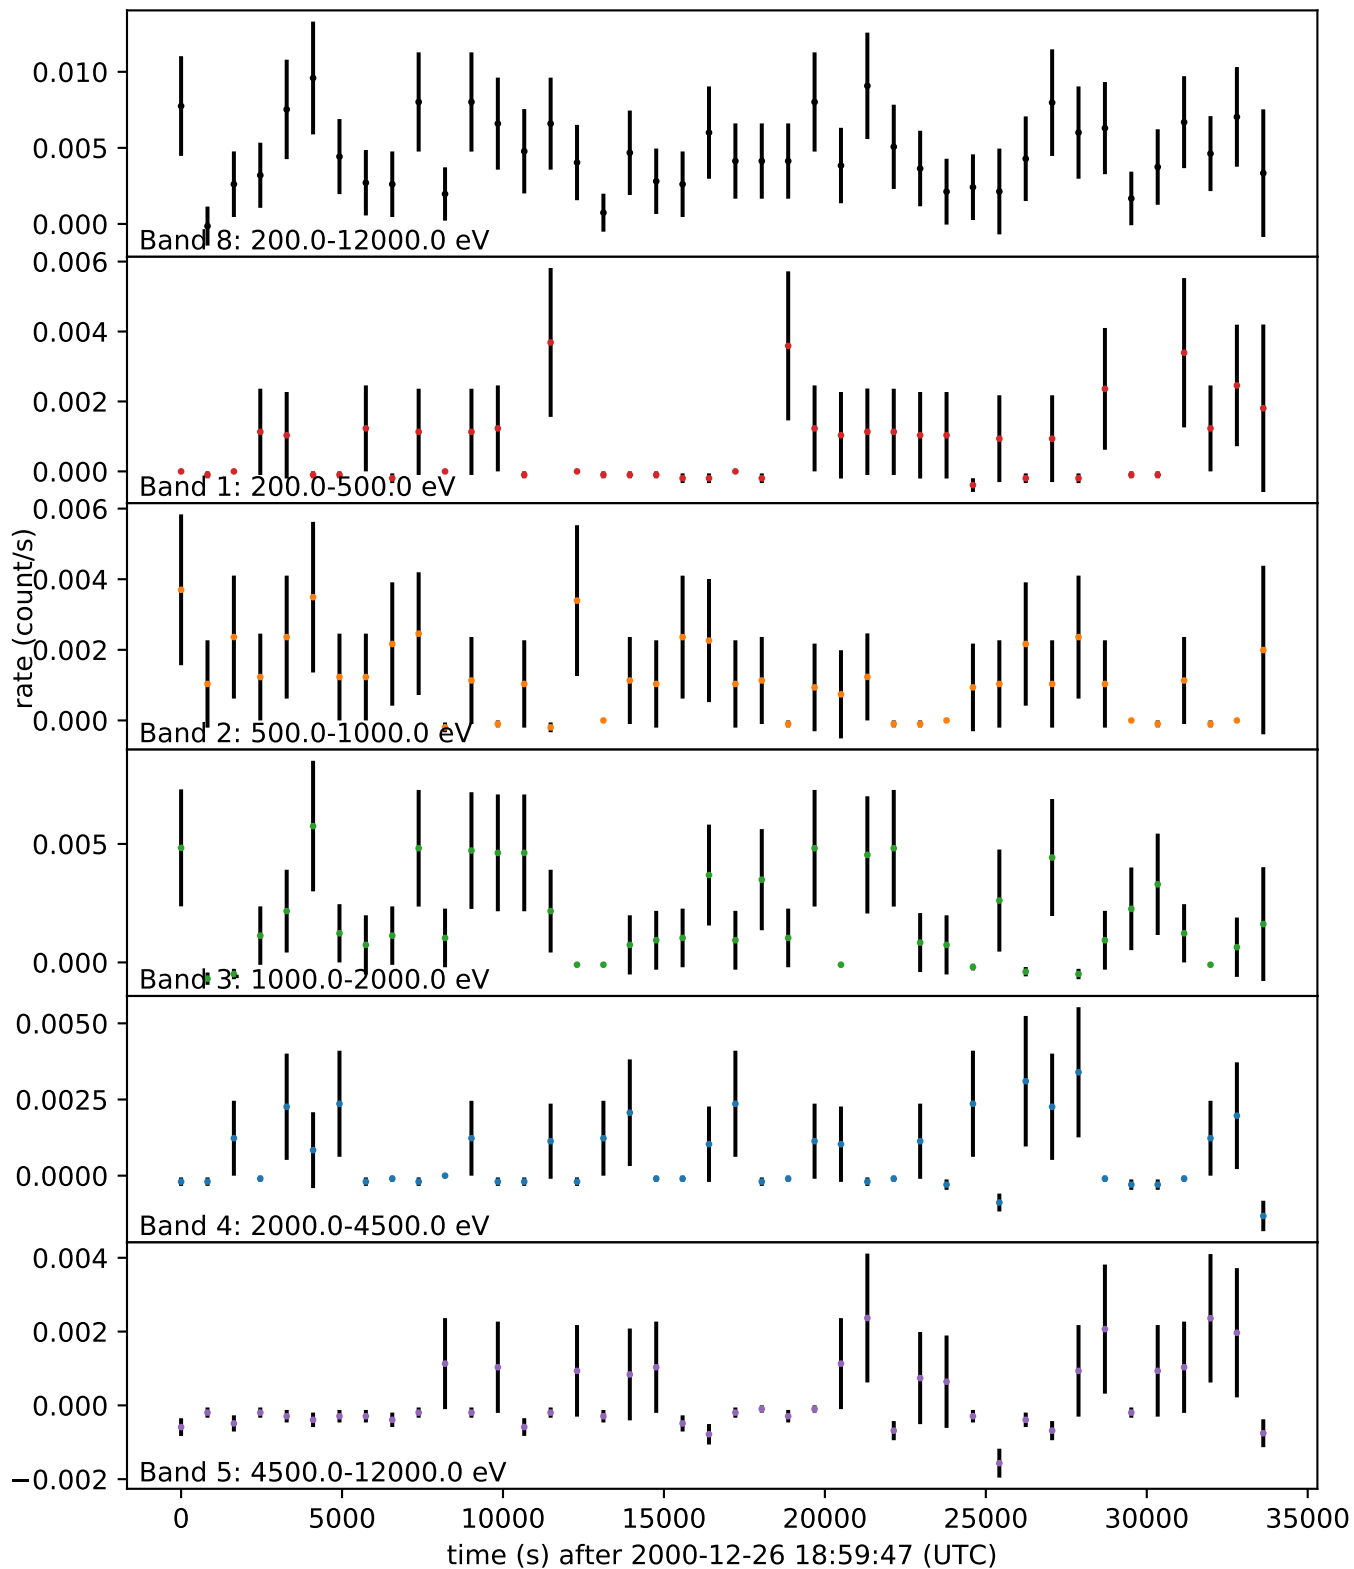 0.010
0.005
0.000
Band 8: 200.0-12000.0 eV
0.006
0.004
0.002
0.000
Band 1: 200.0-500.0 eV
0.006
0.004
0.002
0.000
Band 2: 500.0-1000.0 eV
rate (count/s)
0.005
0.000
Band 3: 1000.0-2000.0 eV
0.0050
0.0025
0.0000
Band 4: 2000.0-4500.0 eV
0.004
0.002
0.000
−0.002
Band 5: 4500.0-12000.0 eV
0 5000 10000 15000 20000 25000 30000 35000
time (s) after 2000-12-26 18:59:47 (UTC)